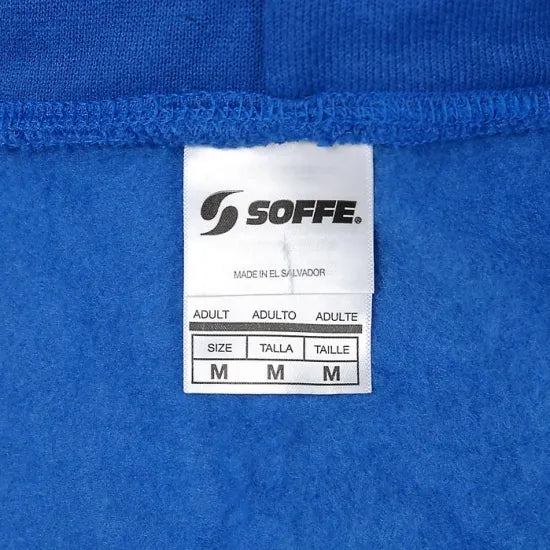 SOFFE®
MADE IN EL SALVADOR
ADULT ADULTO ADULTE
SIZE TALLA TAILLE
M M M